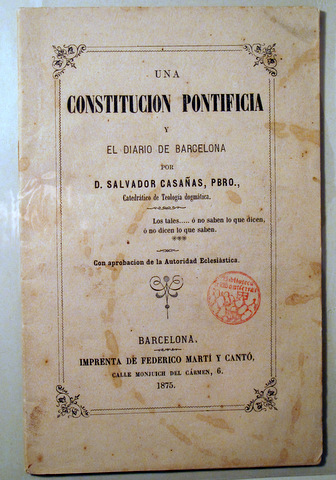 UNA
CONSTITUCION PONTIFICIA
Y
EL DIARIO DE BARCELONA
POR
D. SALVADOR CASAÑAS, PBRO.,
Catedrático de Teología dogmática.
Los tales..... ó no saben lo que dicen,
ó no dicen lo que saben.
***
Con aprobacion de la Autoridad Eclesiástica.
BARCELONA.
IMPRENTA DE FEDERICO MARTÍ Y CANTÓ,
CALLE MONJUICH DEL CÁRMEN, 6.
1875.